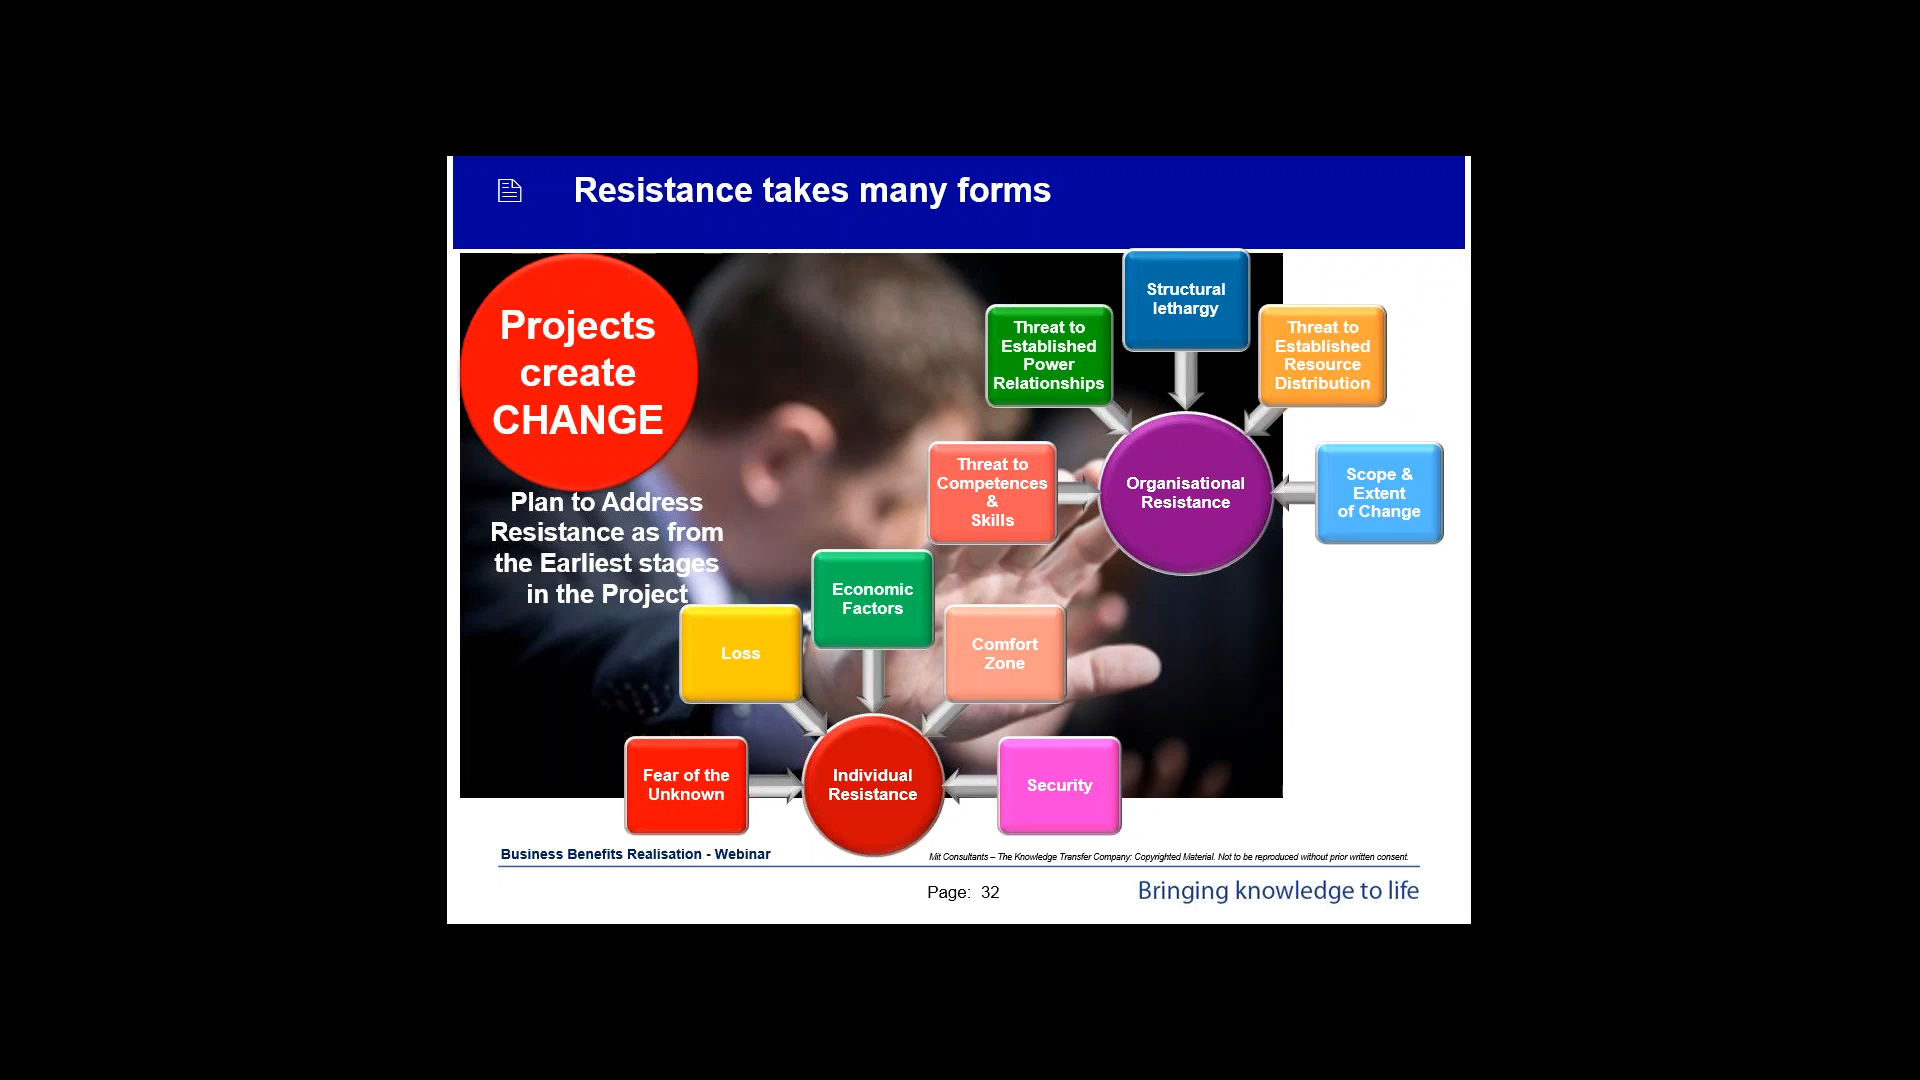 Resistance takes many forms
Projects
create
CHANGE
Plan to Address
Resistance as from
the Earliest stages
in the Project
Structural
lethargy
Threat to
Established
Power
Relationships
Threat to
Established
Resource
Distribution
Threat to
Competences
&
Skills
Organisational
Resistance
Scope &
Extent
of Change
Economic
Factors
Loss
Comfort
Zone
Fear of the
Unknown
Individual
Resistance
Security
Business Benefits Realisation - Webinar
Mit Consultants – The Knowledge Transfer Company: Copyrighted Material. Not to be reproduced without prior written consent.
Page: 32
Bringing knowledge to life